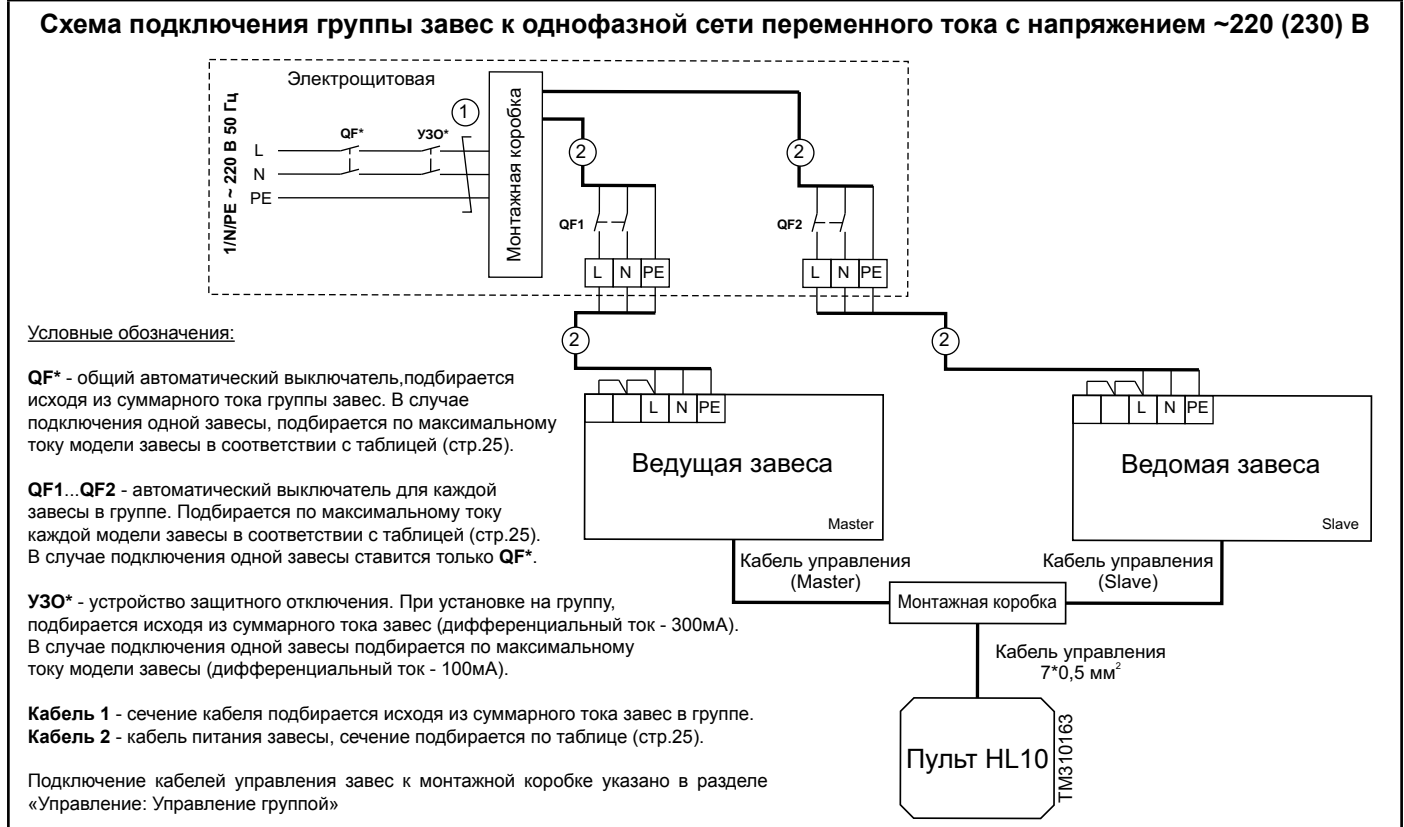 Схема подключения группы завес к однофазной сети переменного тока с напряжением ~220 (230) В
Электрощитовая
1/N/PE ~ 220 В 50 Гц
L
N
PE
QF*
УЗО*
1
Монтажная коробка
2
2
QF1
QF2
L N PE
L N PE
2
2
L N PE
L N PE
Ведущая завеса
Master
Ведомая завеса
Slave
Кабель управления
(Master)
Кабель управления
(Slave)
Монтажная коробка
Кабель управления
7*0,5 мм²
Пульт HL10
TM310163
Условные обозначения:
QF* - общий автоматический выключатель,подбирается
исходя из суммарного тока группы завес. В случае
подключения одной завесы, подбирается по максимальному
току модели завесы в соответствии с таблицей (стр.25).
QF1...QF2 - автоматический выключатель для каждой
завесы в группе. Подбирается по максимальному току
каждой модели завесы в соответствии с таблицей (стр.25).
В случае подключения одной завесы ставится только QF*.
УЗО* - устройство защитного отключения. При установке на группу,
подбирается исходя из суммарного тока завес (дифференциальный ток - 300мА).
В случае подключения одной завесы подбирается по максимальному
току модели завесы (дифференциальный ток - 100мА).
Кабель 1 - сечение кабеля подбирается исходя из суммарного тока завес в группе.
Кабель 2 - кабель питания завесы, сечение подбирается по таблице (стр.25).
Подключение кабелей управления завес к монтажной коробке указано в разделе
«Управление: Управление группой»